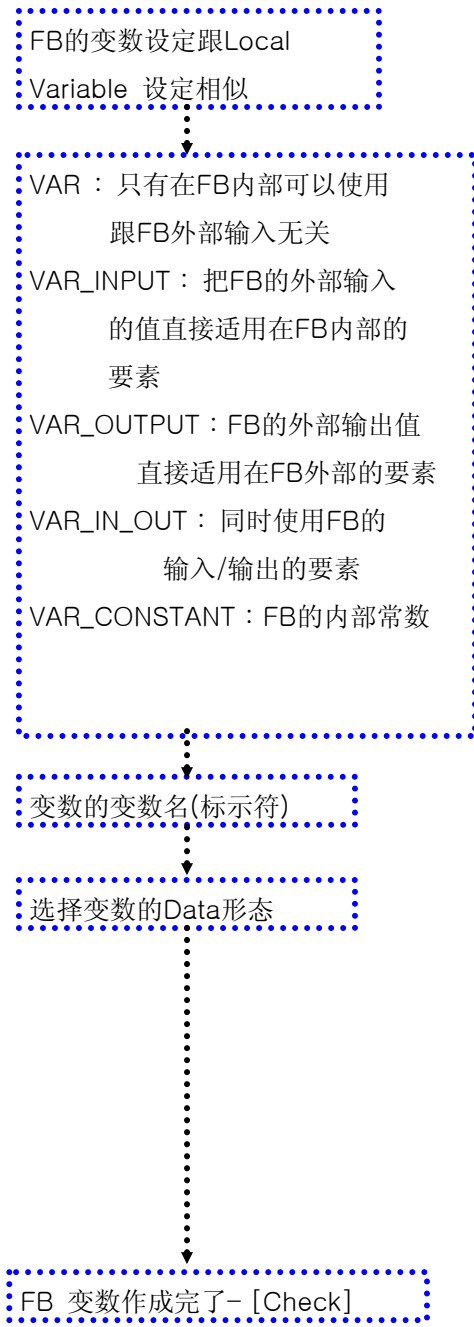 FB的变数设定跟Local
Variable 设定相似
VAR : 只有在FB内部可以使用
跟FB外部输入无关
VAR_INPUT : 把FB的外部输入
的值直接适用在FB内部的
要素
VAR_OUTPUT : FB的外部输出值
直接适用在FB外部的要素
VAR_IN_OUT : 同时使用FB的
输入/输出的要素
VAR_CONSTANT : FB的内部常数
变数的变数名(标示符)
选择变数的Data形态
FB 变数作成完了- [Check]